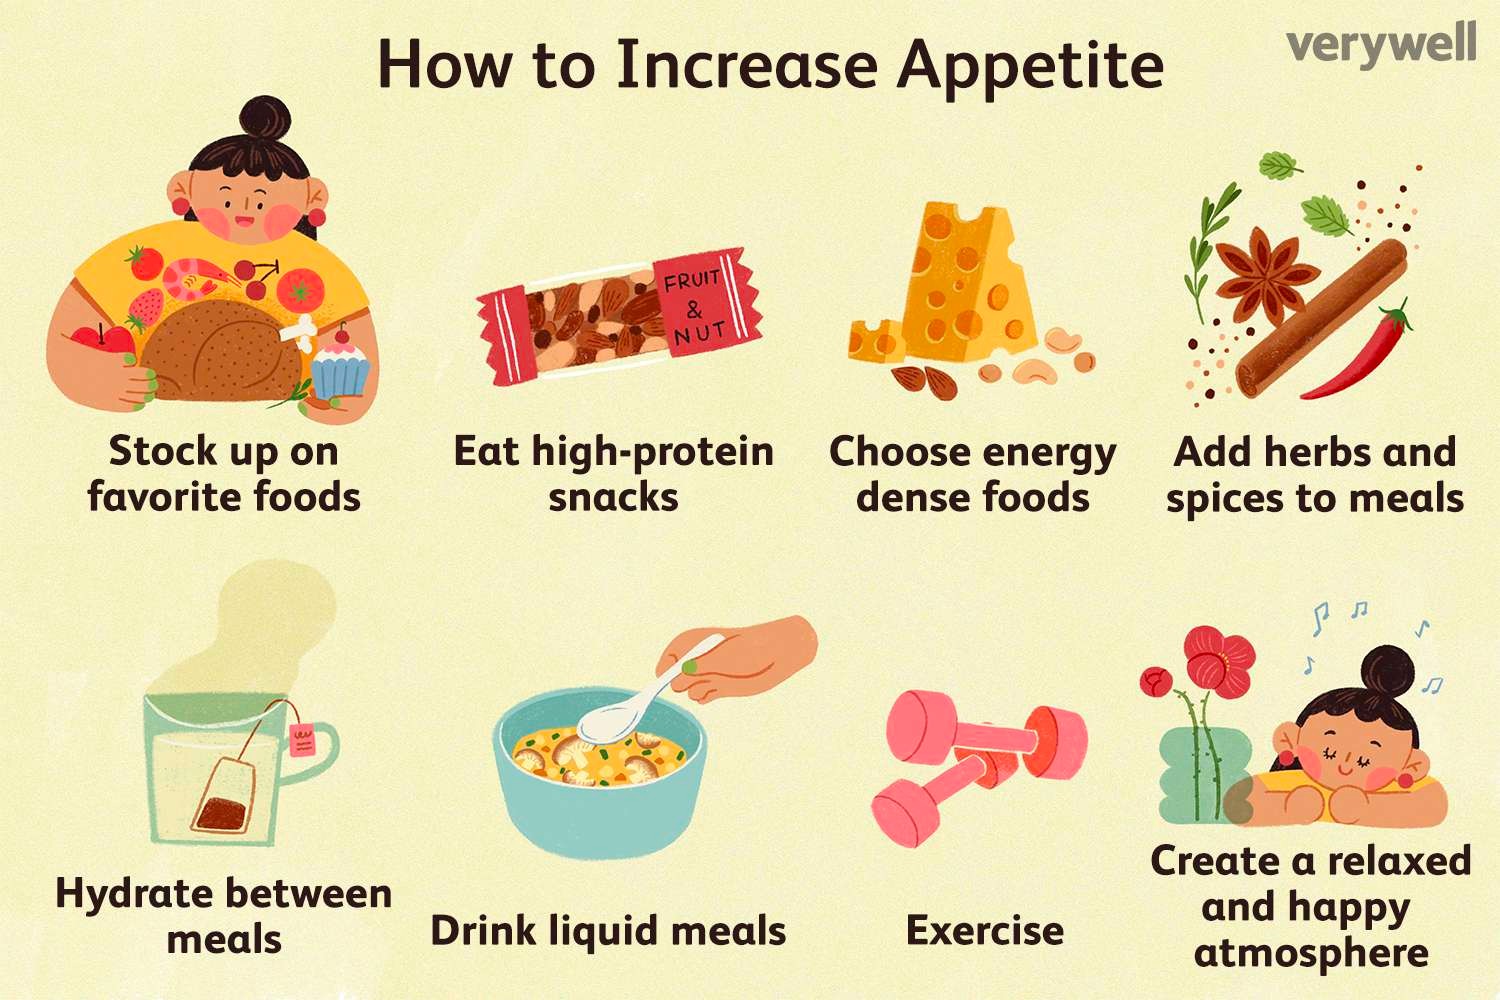 How to Increase Appetite
verywell
FRUIT
&
NUT
Stock up on
favorite foods
Eat high-protein
snacks
Choose energy
dense foods
Add herbs and
spices to meals
Hydrate between
meals
Drink liquid meals
Exercise
Create a relaxed
and happy
atmosphere